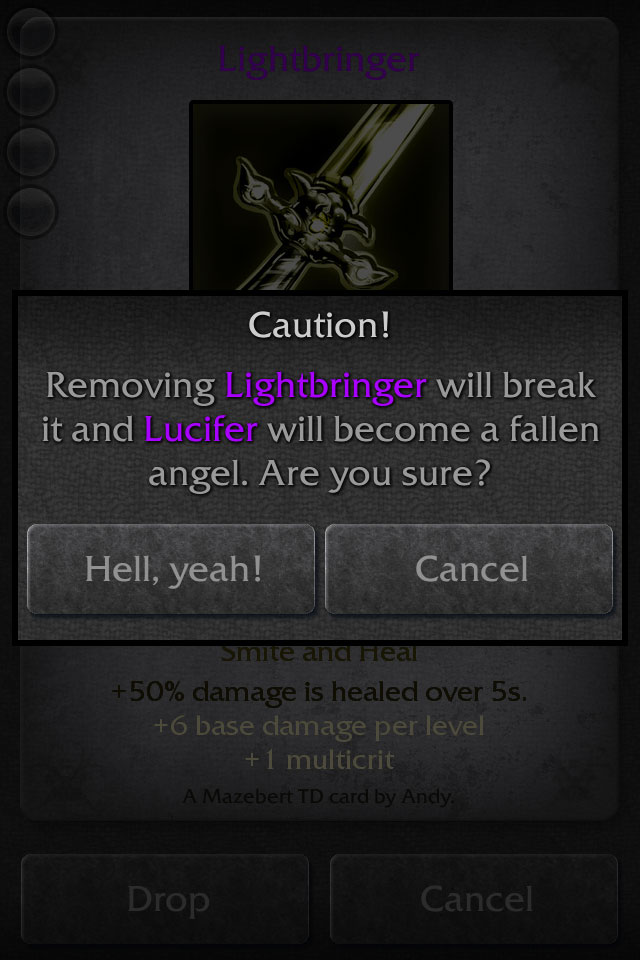 Lightbringer
Caution!
Removing Lightbringer will break
it and Lucifer will become a fallen
angel. Are you sure?
Hell, yeah!
Cancel
Smite and Heal
+50% damage is healed over 5s.
+6 base damage per level
+1 multicrit
A Mazebert TD card by Andy.
Drop
Cancel